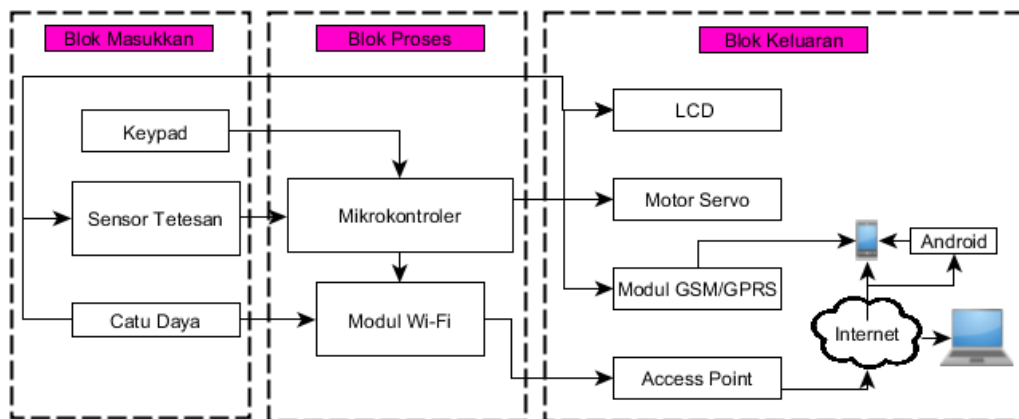 Blok Masukkan
Blok Proses
Blok Keluaran
Keypad
Sensor Tetesan
Catu Daya
Mikrokontroler
Modul Wi-Fi
LCD
Motor Servo
Modul GSM/GPRS
Access Point
Android
Internet